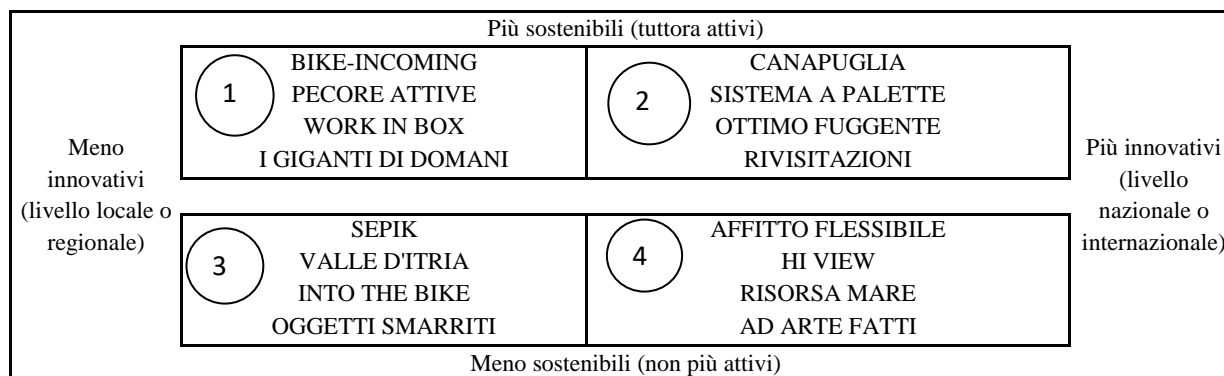 Più sostenibili (tuttora attivi)
1
BIKE-INCOMING
PECORE ATTIVE
WORK IN BOX
I GIGANTI DI DOMANI
2
CANAPUGLIA
SISTEMA A PALETTE
OTTIMO FUGGENTE
RIVISITAZIONI
Meno
innovativi
(livello locale o
regionale)
Più innovativi
(livello
nazionale o
internazionale)
3
SEPIK
VALLE D'ITRIA
INTO THE BIKE
OGGETTI SMARRITI
4
AFFITTO FLESSIBILE
HI VIEW
RISORSA MARE
AD ARTE FATTI
Meno sostenibili (non più attivi)